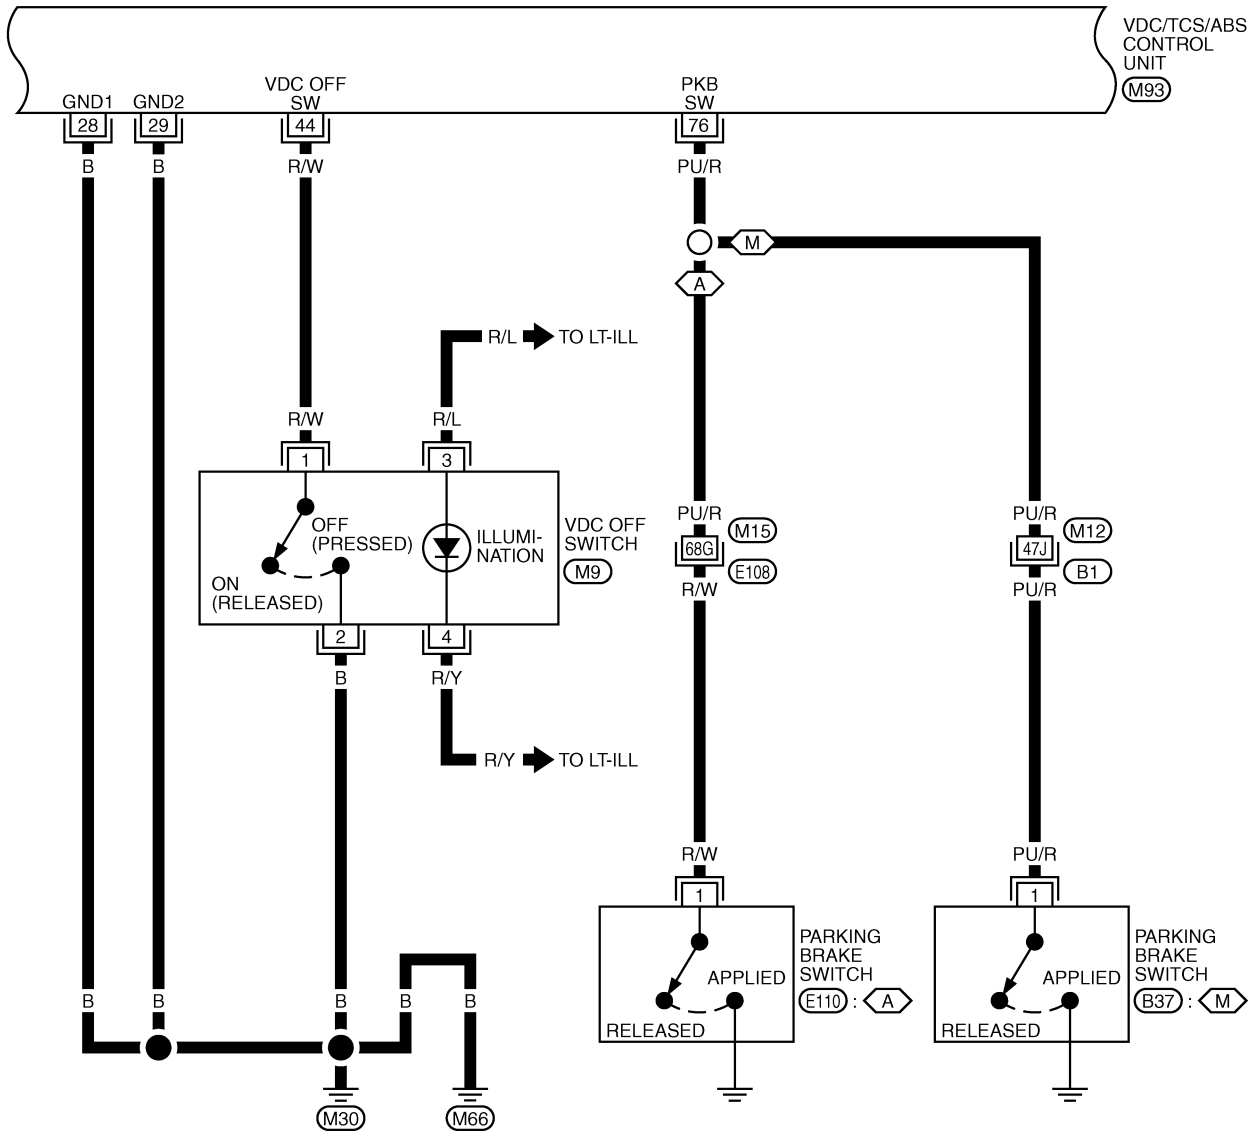 VDC/TCS/ABS
CONTROL
UNIT
M93
VDC OFF
SW
PKB
SW
GND1
GND2
28
29
44
76
B
B
R/W
PU/R
M
A
R/L
TO LT-ILL
R/W
R/L
1
3
OFF
(PRESSED)
ON
(RELEASED)
ILLUMI-
NATION
VDC OFF
SWITCH
M9
PU/R
M15
68G
E108
R/W
PU/R
M12
47J
B1
PU/R
2
4
B
R/Y
R/Y
TO LT-ILL
R/W
PU/R
1
1
APPLIED
RELEASED
PARKING
BRAKE
SWITCH
E110 : A
APPLIED
RELEASED
PARKING
BRAKE
SWITCH
B37 : M
B
B
B
B
B
M30
M66